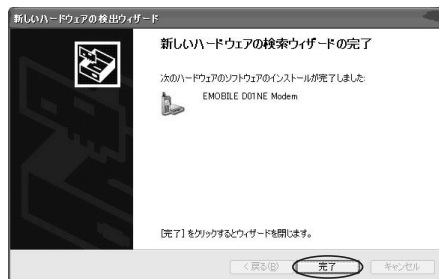 新しいハードウェアの検出ウィザード
新しいハードウェアの検索ウィザードの完了
次のハードウェアのソフトウェアのインストールが完了しました:
EMOBILE D01NE Modem
[完了] をクリックするとウィザードを閉じます。
< 戻る(B) 完了 キャンセル